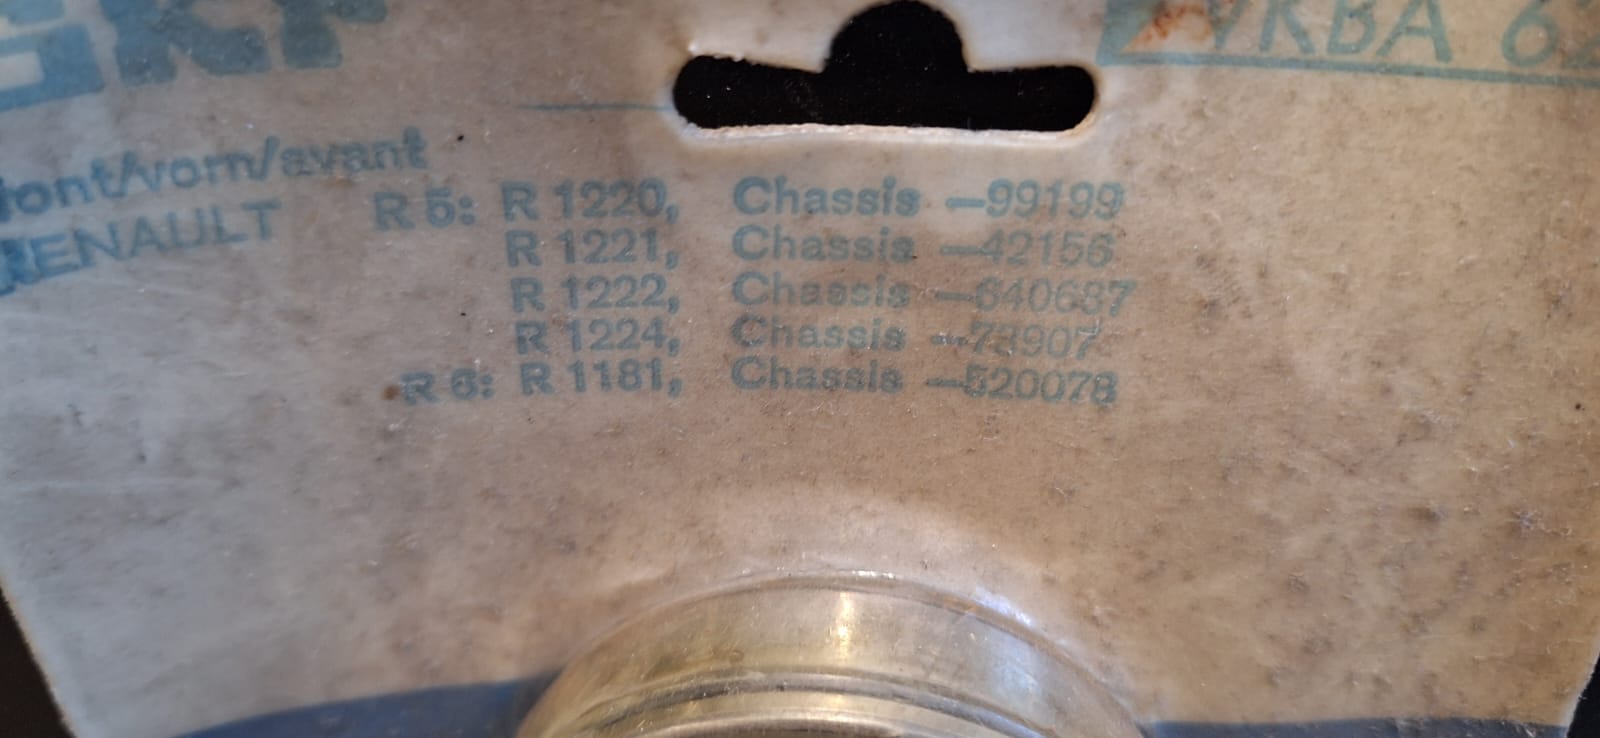 SKF
VKBA 62
front/vorn/avant
RENAULT R 5: R 1220, Chassis –99199
R 1221, Chassis –42156
R 1222, Chassis –640687
R 1224, Chassis –73907
R 6: R 1181, Chassis –520078